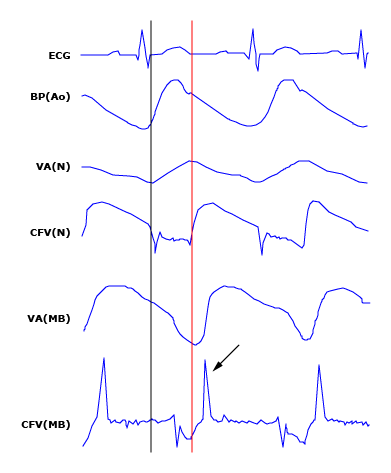 ECG
BP(Ao)
VA(N)
CFV(N)
VA(MB)
CFV(MB)